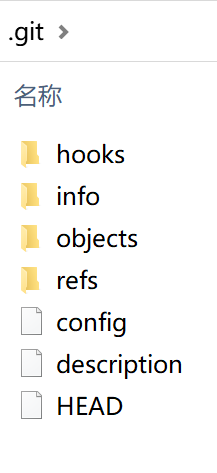 .git
名称
hooks
info
objects
refs
config
description
HEAD